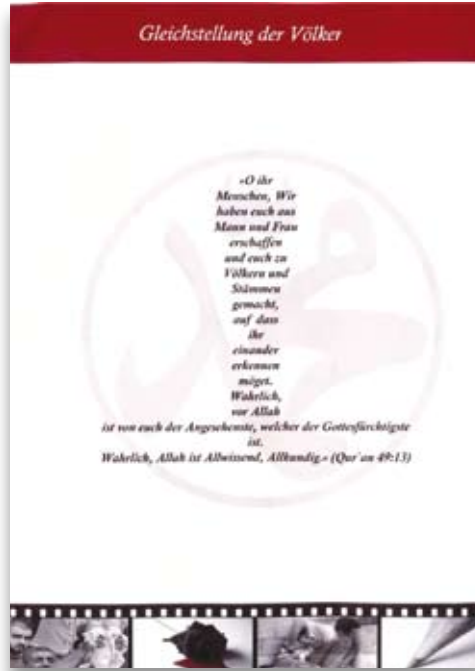 Gleichstellung der Völker
»O ihr
Menschen, Wir
haben euch aus
Mann und Frau
erschaffen
und euch zu
Völkern und
Stämmen
gemacht,
auf dass
ihr
einander
erkennen
möget.
Wahrlich,
vor Allah
ist von euch der Angesehenste, welcher der Gottesfürchtigste
ist.
Wahrlich, Allah ist Allwissend, Allkundig.« (Qur´an 49:13)
محمد